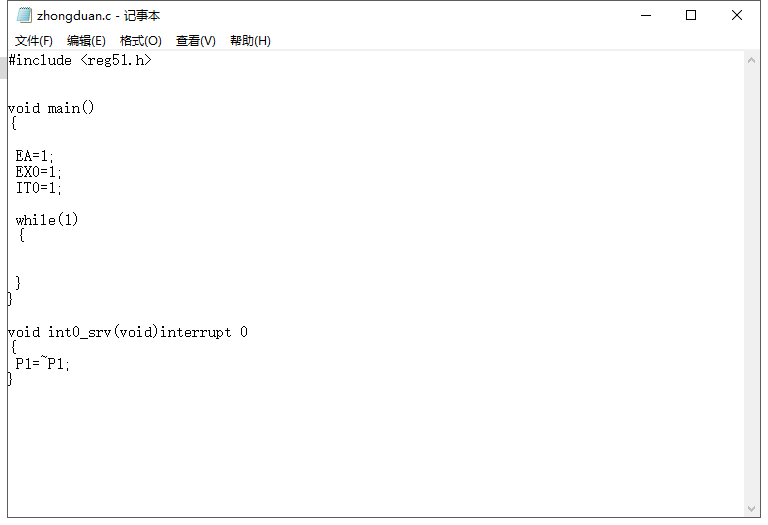 zhongduan.c - 记事本
文件(F) 编辑(E) 格式(O) 查看(V) 帮助(H)
#include <reg51.h>
void main()
{
EA=1;
EX0=1;
IT0=1;
while(1)
{
}
}
void int0_srv(void)interrupt 0
{
P1=~P1;
}